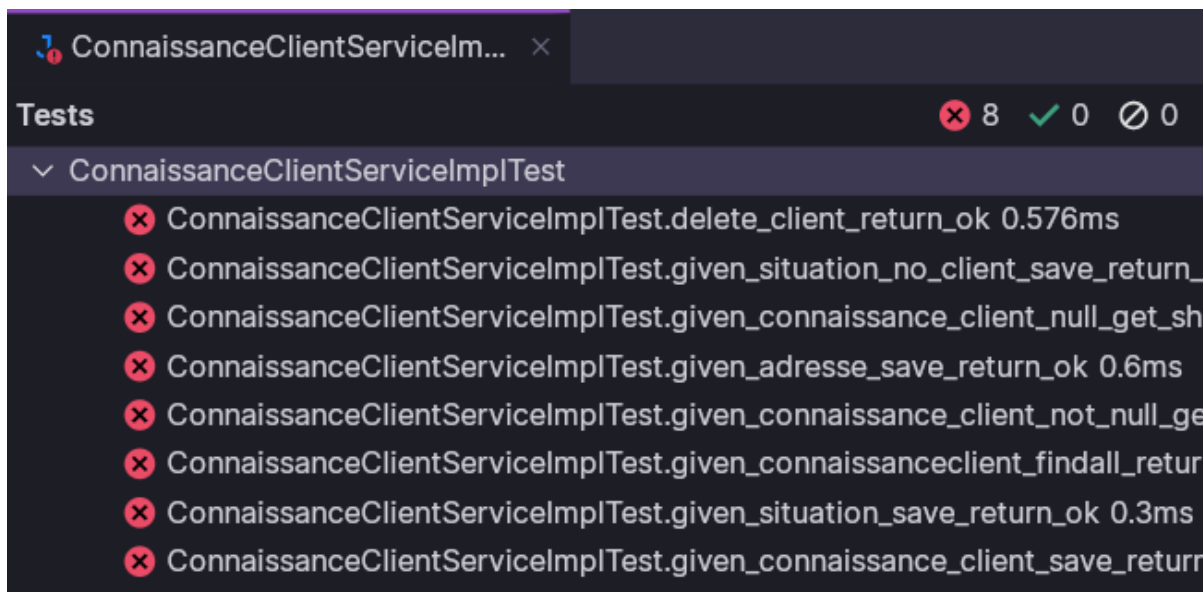 ConnaissanceClientServiceIm... ×
Tests 8 0 0
ConnaissanceClientServiceImplTest
ConnaissanceClientServiceImplTest.delete_client_return_ok 0.576ms
ConnaissanceClientServiceImplTest.given_situation_no_client_save_return_
ConnaissanceClientServiceImplTest.given_connaissance_client_null_get_sh
ConnaissanceClientServiceImplTest.given_adresse_save_return_ok 0.6ms
ConnaissanceClientServiceImplTest.given_connaissance_client_not_null_ge
ConnaissanceClientServiceImplTest.given_connaissanceclient_findall_retur
ConnaissanceClientServiceImplTest.given_situation_save_return_ok 0.3ms
ConnaissanceClientServiceImplTest.given_connaissance_client_save_return